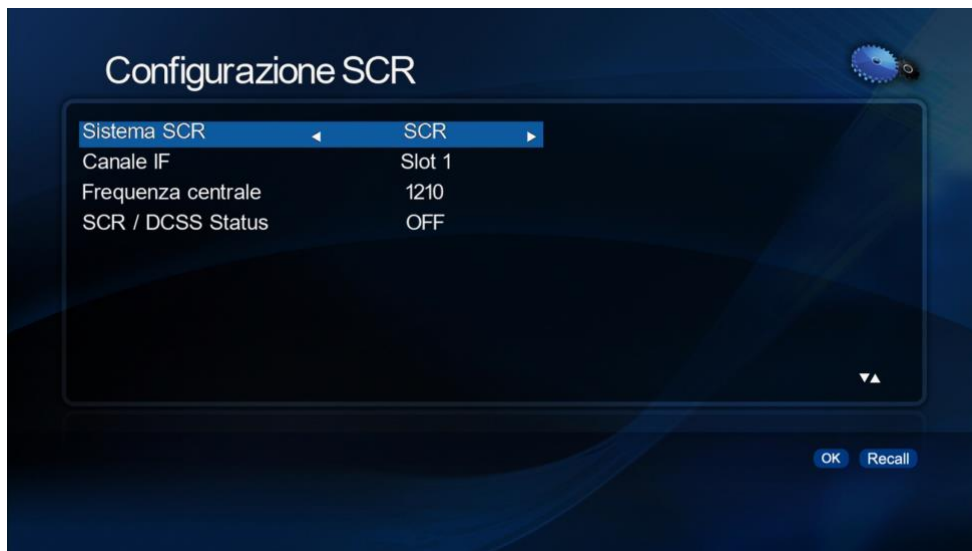 Configurazione SCR
Sistema SCR ◄ SCR ►
Canale IF Slot 1
Frequenza centrale 1210
SCR / DCSS Status OFF
▼▲
OK Recall